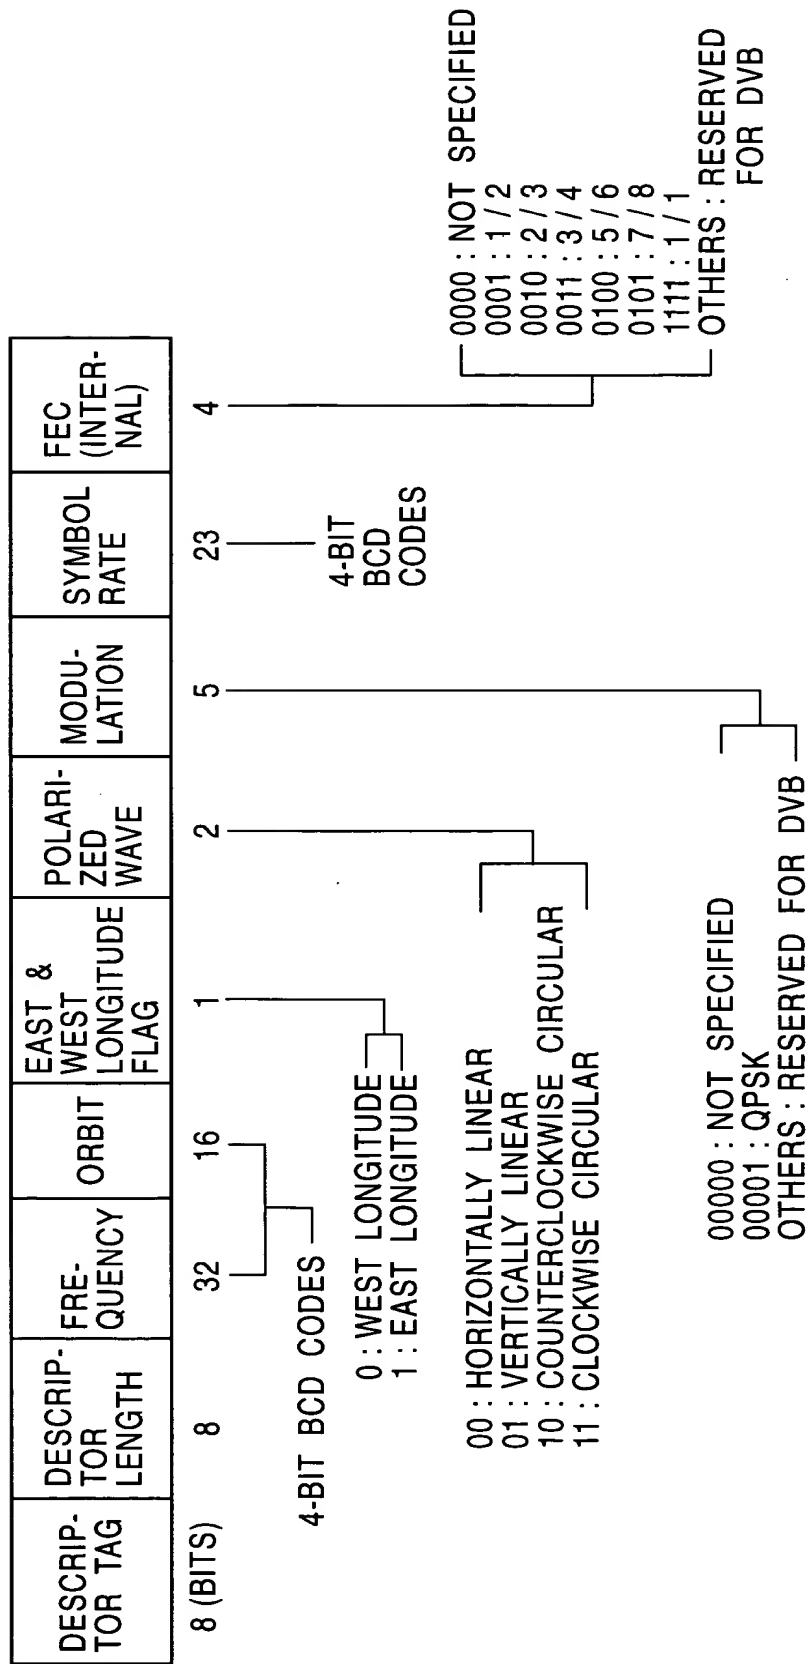 DESCRIP-
TOR TAG
DESCRIP-
TOR
LENGTH
FRE-
QUENCY
ORBIT
EAST &
WEST
LONGITUDE
FLAG
POLARI-
ZED
WAVE
MODU-
LATION
SYMBOL
RATE
FEC
(INTER-
NAL)
8 (BITS)
8
32
16
1
2
5
23
4
4-BIT BCD CODES
0 : WEST LONGITUDE
1 : EAST LONGITUDE
00 : HORIZONTALLY LINEAR
01 : VERTICALLY LINEAR
10 : COUNTERCLOCKWISE CIRCULAR
11 : CLOCKWISE CIRCULAR
00000 : NOT SPECIFIED
00001 : QPSK
OTHERS : RESERVED FOR DVB
4-BIT
BCD
CODES
0000 : NOT SPECIFIED
0001 : 1/2
0010 : 2/3
0011 : 3/4
0100 : 5/6
0101 : 7/8
1111 : 1/1
OTHERS : RESERVED
FOR DVB